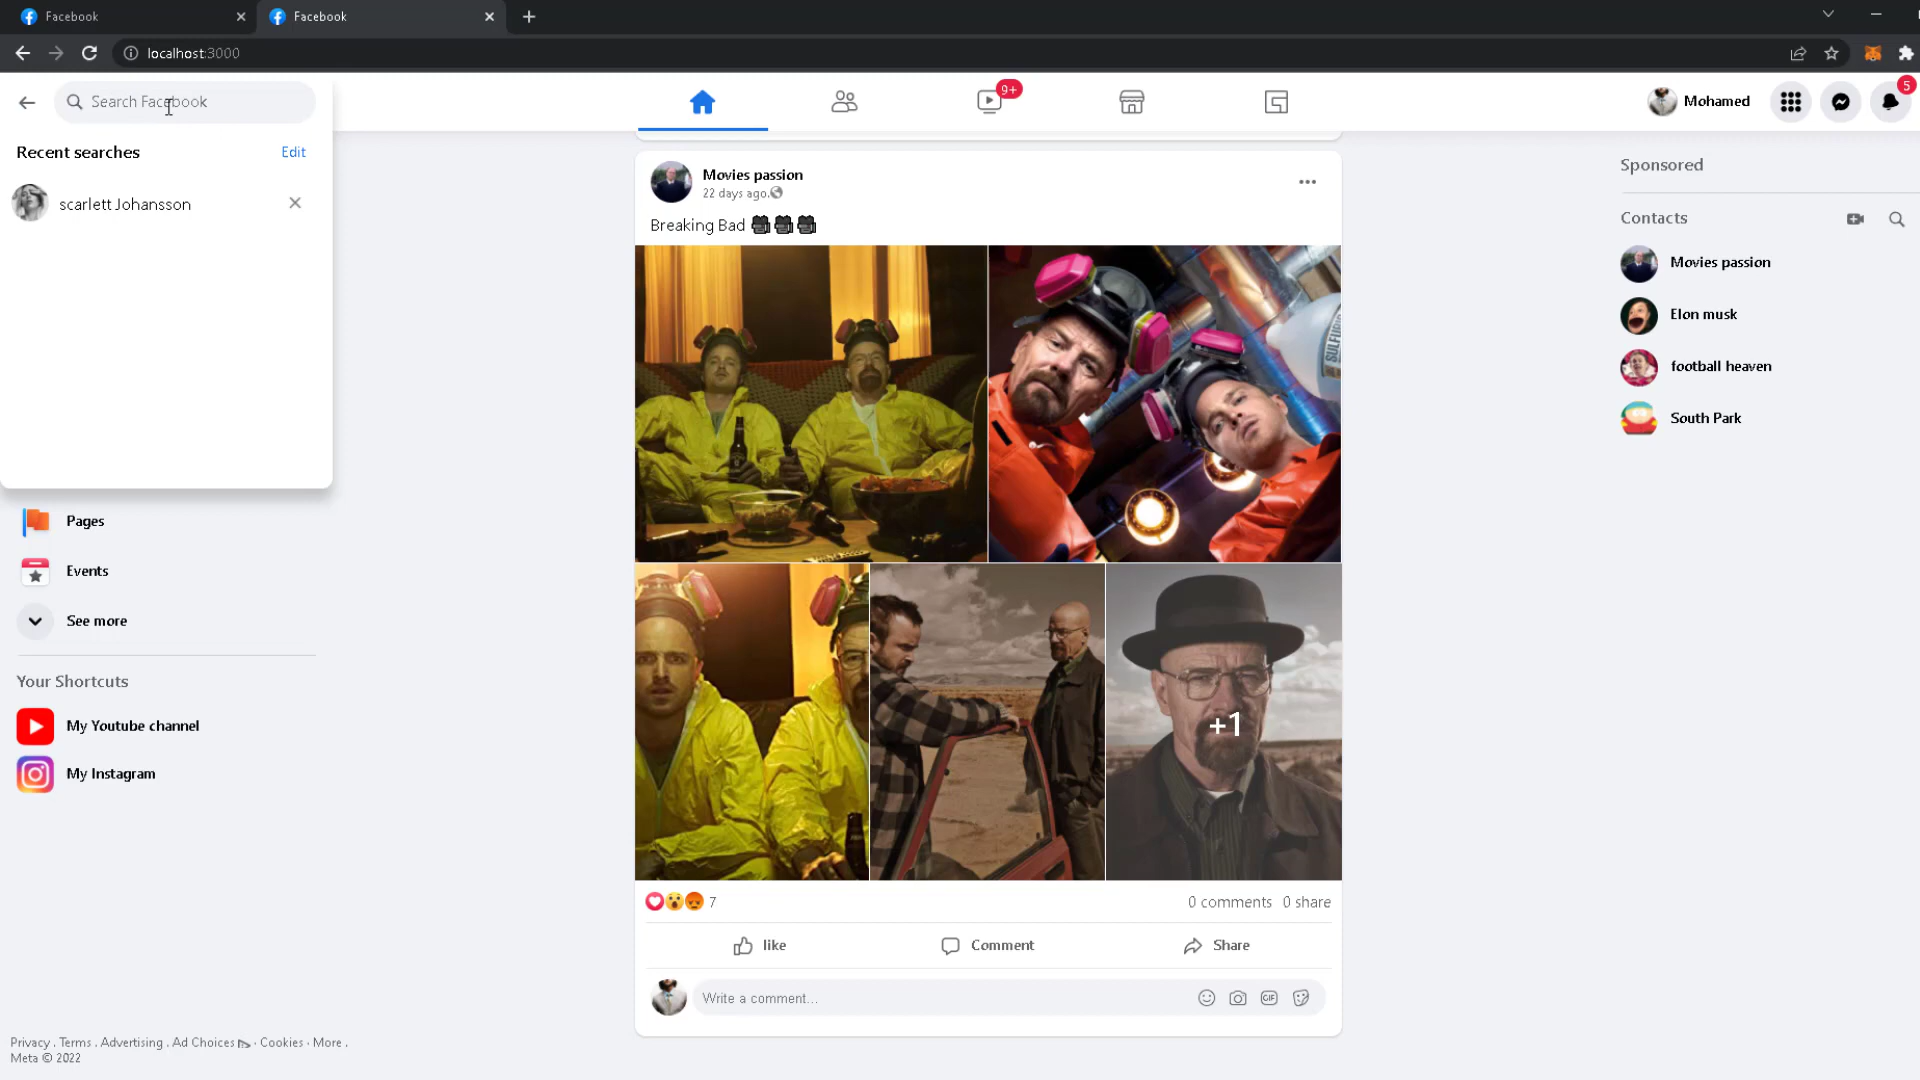 Facebook
Facebook
localhost:3000
Search Facebook
9+
Mohamed
5
Recent searches
Edit
scarlett Johansson
Pages
Events
See more
Your Shortcuts
My Youtube channel
My Instagram
Privacy . Terms . Advertising . Ad Choices · Cookies · More .
Meta © 2022
Movies passion
22 days ago.
Breaking Bad
SULFURIC
+1
7
0 comments 0 share
like
Comment
Share
Write a comment...
GIF
Sponsored
Contacts
Movies passion
Elon musk
football heaven
South Park